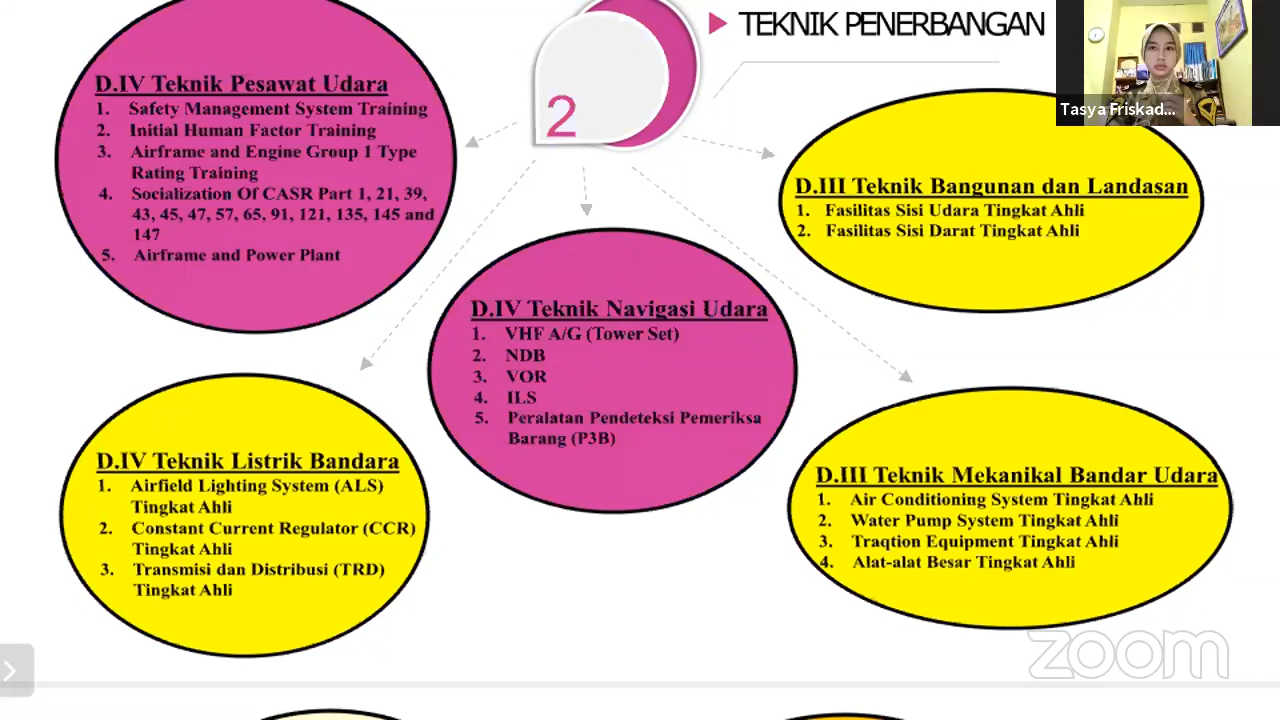 TEKNIK PENERBANGAN
2
Tasya Friskad...
D.IV Teknik Pesawat Udara
1. Safety Management System Training
2. Initial Human Factor Training
3. Airframe and Engine Group 1 Type
Rating Training
4. Socialization Of CASR Part 1, 21, 39,
43, 45, 47, 57, 65, 91, 121, 135, 145 and
147
5. Airframe and Power Plant
D.III Teknik Bangunan dan Landasan
1. Fasilitas Sisi Udara Tingkat Ahli
2. Fasilitas Sisi Darat Tingkat Ahli
D.IV Teknik Navigasi Udara
1. VHF A/G (Tower Set)
2. NDB
3. VOR
4. ILS
5. Peralatan Pendeteksi Pemeriksa
Barang (P3B)
D.IV Teknik Listrik Bandara
1. Airfield Lighting System (ALS)
Tingkat Ahli
2. Constant Current Regulator (CCR)
Tingkat Ahli
3. Transmisi dan Distribusi (TRD)
Tingkat Ahli
D.III Teknik Mekanikal Bandar Udara
1. Air Conditioning System Tingkat Ahli
2. Water Pump System Tingkat Ahli
3. Traqtion Equipment Tingkat Ahli
4. Alat-alat Besar Tingkat Ahli
zoom